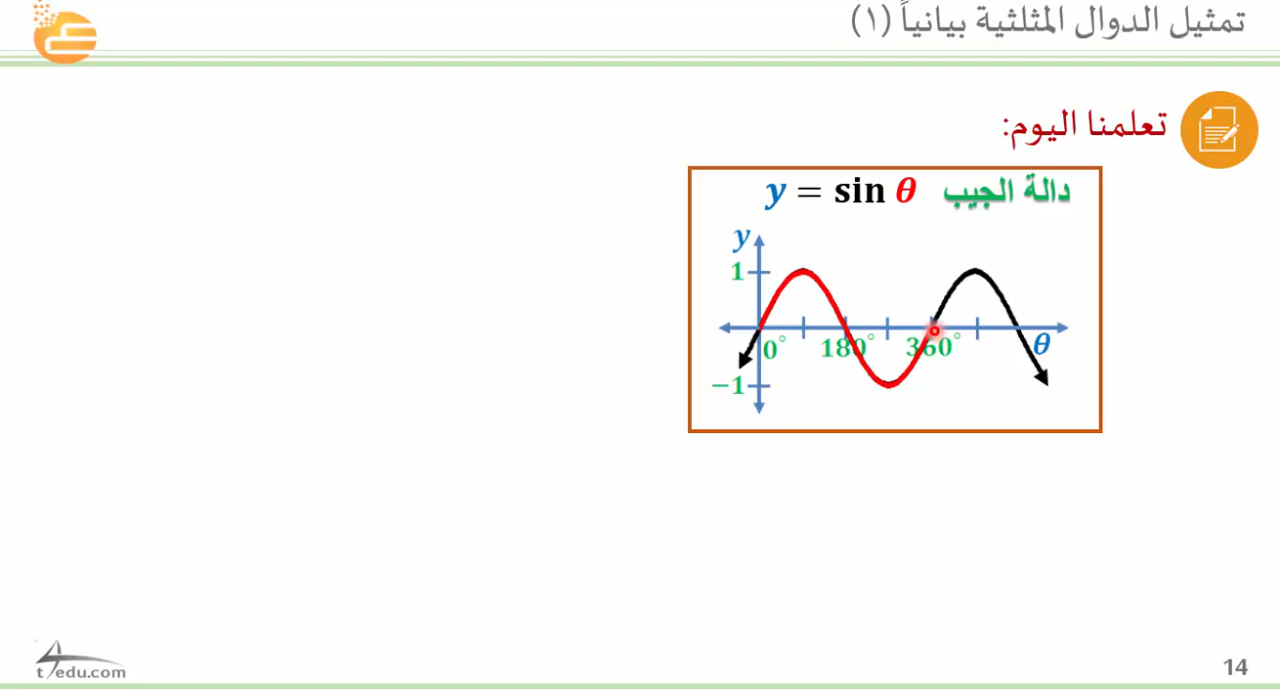 تمثيل الدوال المثلثية بيانياً (١)
تعلمنا اليوم:
دالة الجيب y = sin θ
y
1
0° 180° 360° θ
−1
t4edu.com
14